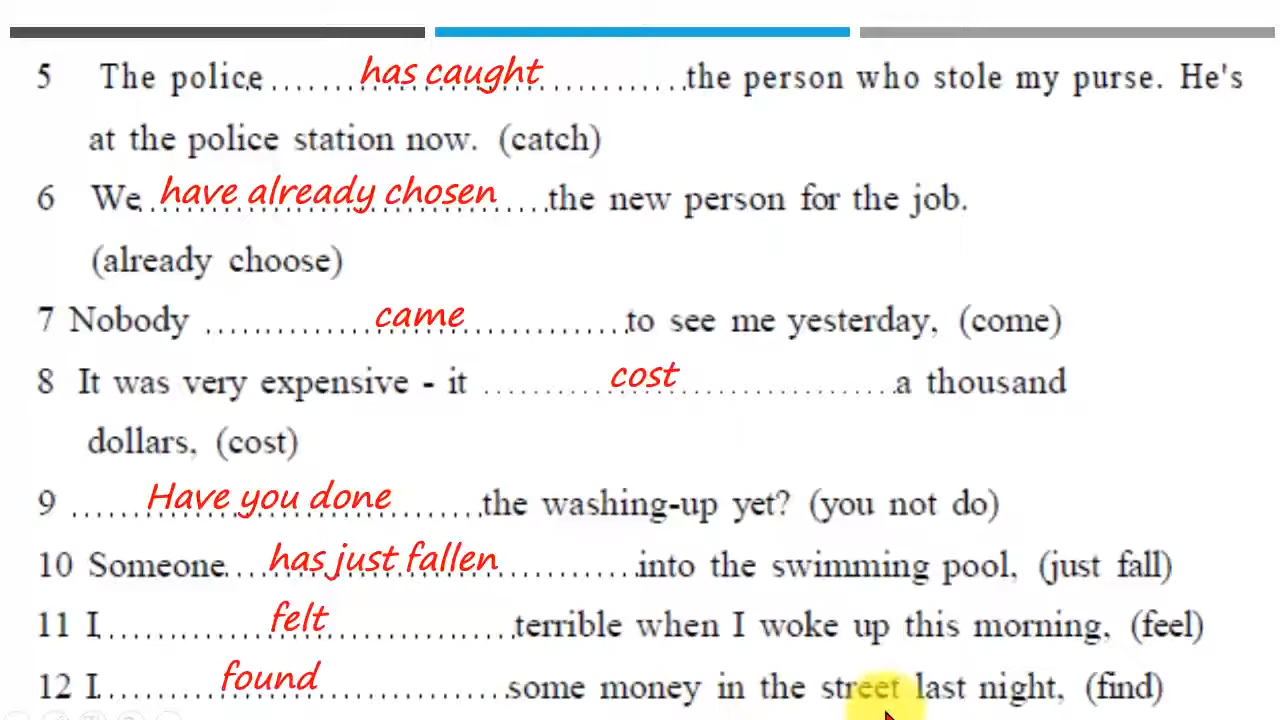 5 The police ........ has caught ........ the person who stole my purse. He's
at the police station now. (catch)
6 We have already chosen ........ the new person for the job.
(already choose)
7 Nobody ........ came ........ to see me yesterday, (come)
8 It was very expensive - it ........ cost ........ a thousand
dollars, (cost)
9 ........ Have you done ........ the washing-up yet? (you not do)
10 Someone ........ has just fallen ........ into the swimming pool, (just fall)
11 I ........ felt ........ terrible when I woke up this morning, (feel)
12 I ........ found ........ some money in the street last night, (find)